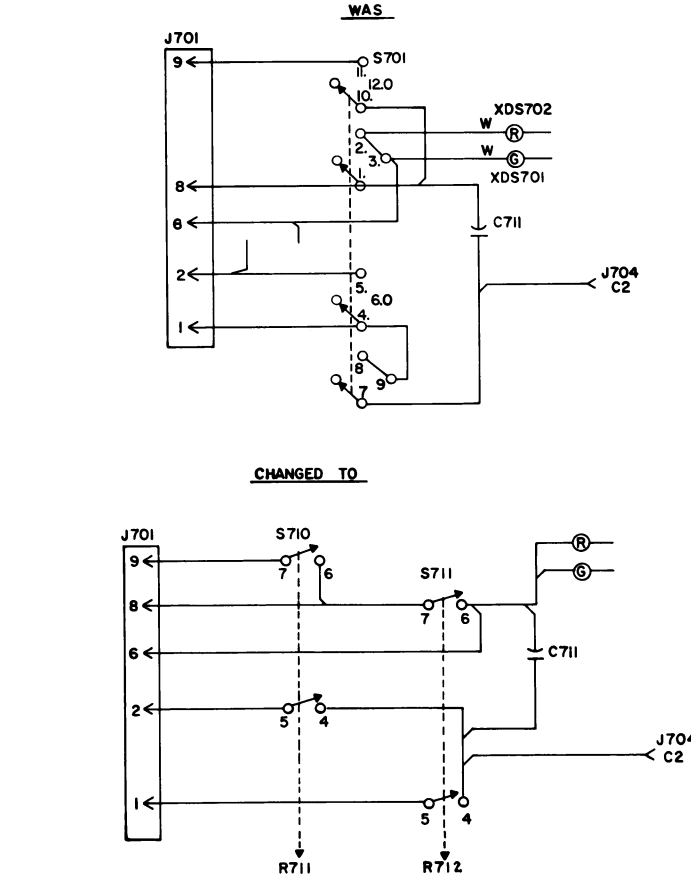 WAS
J701
9
S701
11.
12.0
10.
XDS702
2.
W
R
3.
W
G
XDS701
8
1.
6
C711
2
5.
J704
C2
6.0
4.
1
8
9
7
CHANGED TO
J701
S710
R
9
7
6
G
S711
8
7
6
6
C711
2
5
4
J704
C2
1
5
4
R711
R712